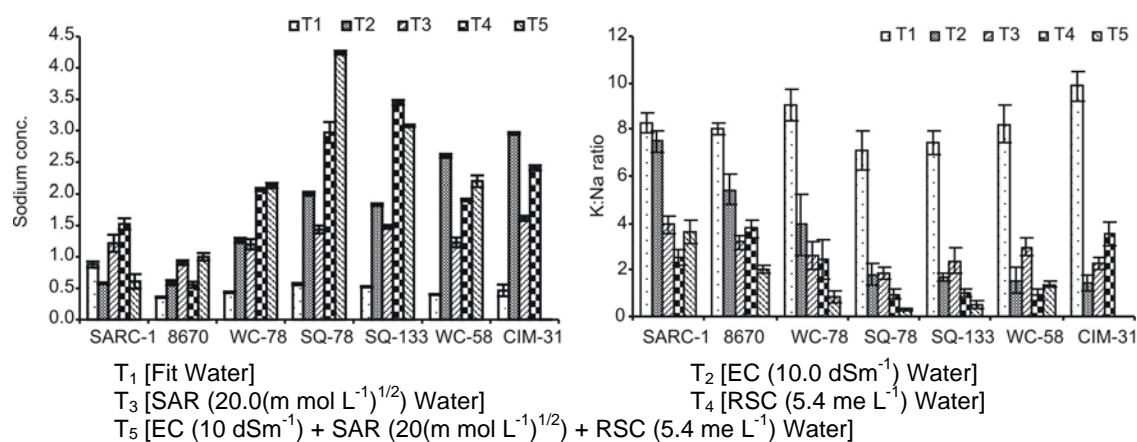 T1 T2 T3 T4 T5
Sodium conc.
4.5
4.0
3.5
3.0
2.5
2.0
1.5
1.0
0.5
0.0
SARC-1 8670 WC-78 SQ-78 SQ-133 WC-58 CIM-31
T1 T2 T3 T4 T5
K:Na ratio
12
10
8
6
4
2
0
SARC-1 8670 WC-78 SQ-78 SQ-133 WC-58 CIM-31
T₁ [Fit Water]
T₂ [EC (10.0 dSm⁻¹) Water]
T₃ [SAR (20.0(m mol L⁻¹)¹/²) Water]
T₄ [RSC (5.4 me L⁻¹) Water]
T₅ [EC (10 dSm⁻¹) + SAR (20(m mol L⁻¹)¹/²) + RSC (5.4 me L⁻¹) Water]